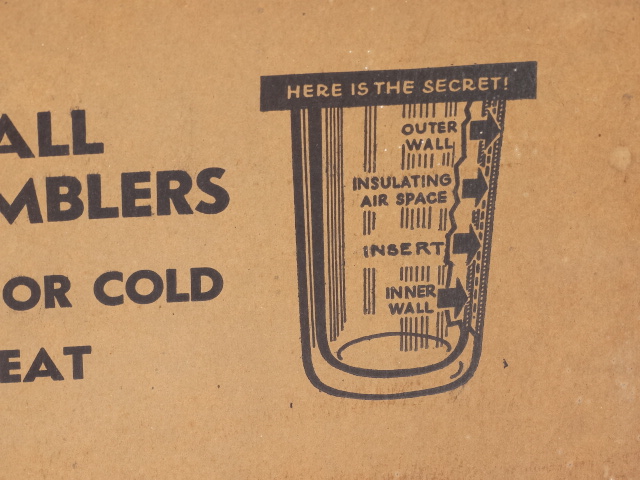 HERE IS THE SECRET!
OUTER
WALL
INSULATING
AIR SPACE
INSERT
INNER
WALL
ALL
MBLERS
OR COLD
EAT